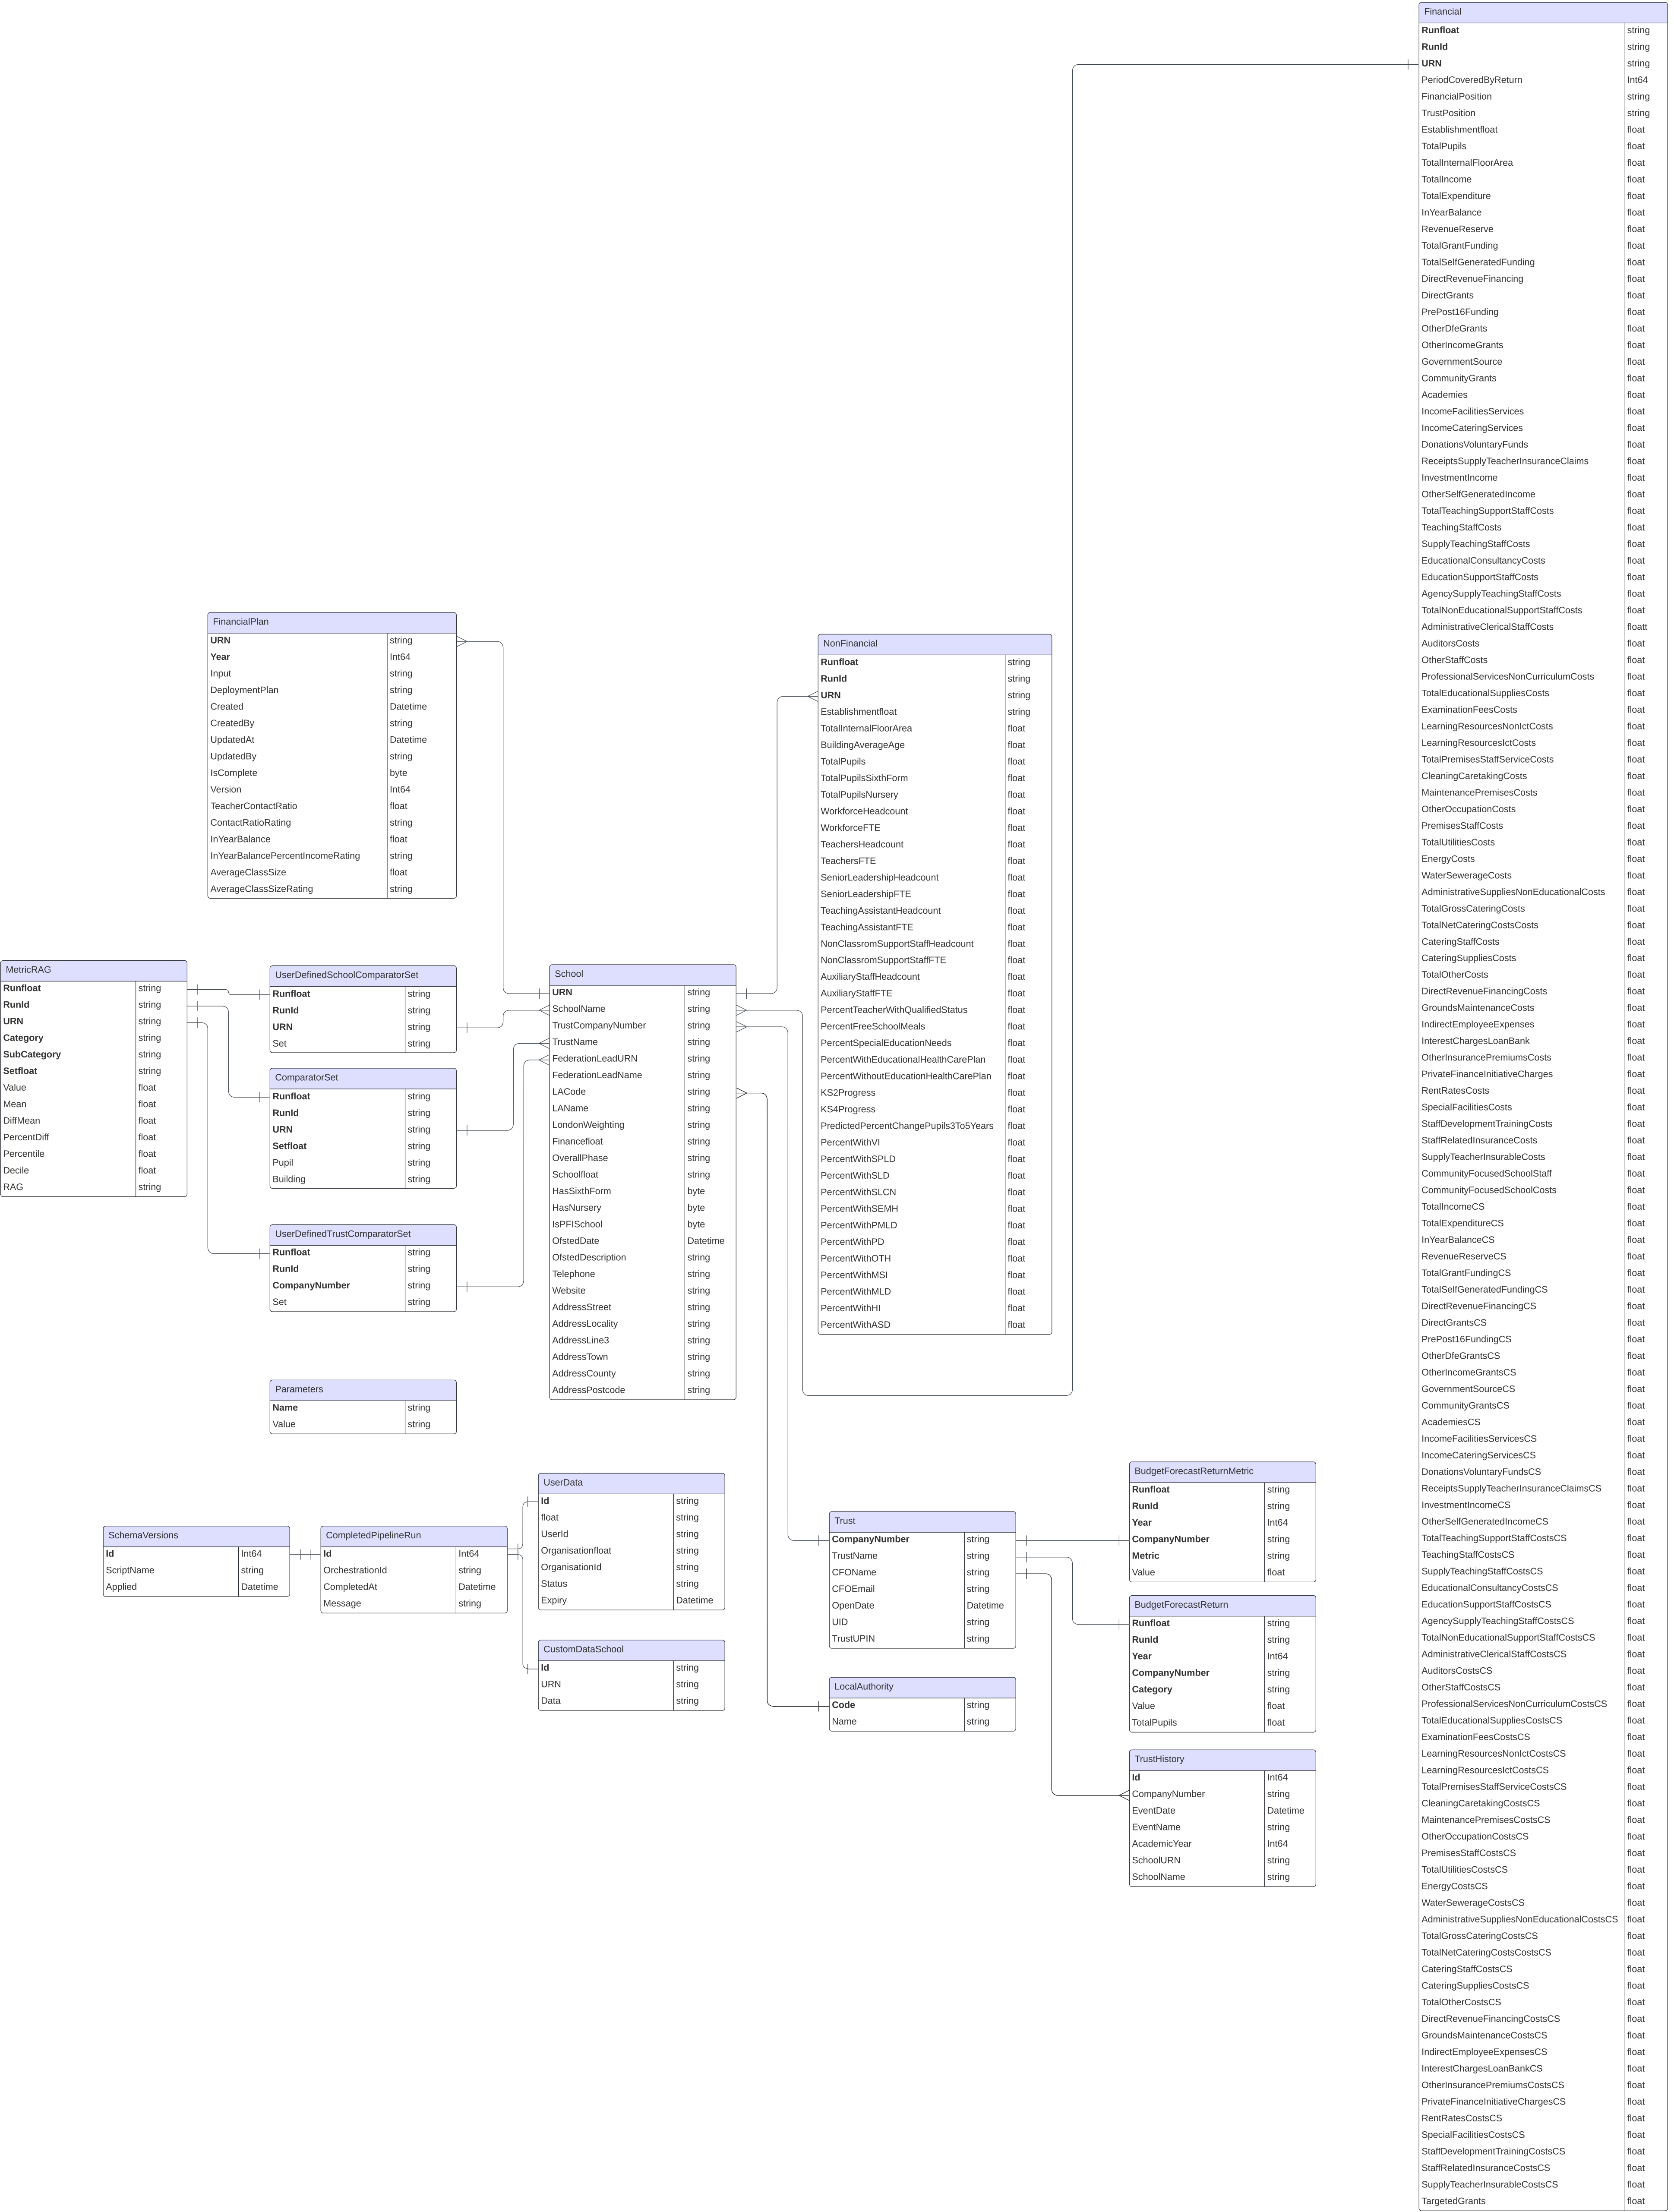 Financial
Runfloat string
RunId string
URN string
PeriodCoveredByReturn Int64
FinancialPosition string
TrustPosition string
Establishmentfloat float
TotalPupils float
TotalInternalFloorArea float
TotalIncome float
TotalExpenditure float
InYearBalance float
RevenueReserve float
TotalGrantFunding float
TotalSelfGeneratedFunding float
DirectRevenueFinancing float
DirectGrants float
PrePost16Funding float
OtherDfeGrants float
OtherIncomeGrants float
GovernmentSource float
CommunityGrants float
Academies float
IncomeFacilitiesServices float
IncomeCateringServices float
DonationsVoluntaryFunds float
ReceiptsSupplyTeacherInsuranceClaims float
InvestmentIncome float
OtherSelfGeneratedIncome float
TotalTeachingSupportStaffCosts float
TeachingStaffCosts float
SupplyTeachingStaffCosts float
EducationalConsultancyCosts float
EducationSupportStaffCosts float
AgencySupplyTeachingStaffCosts float
TotalNonEducationalSupportStaffCosts float
AdministrativeClericalStaffCosts floatt
AuditorsCosts float
OtherStaffCosts float
ProfessionalServicesNonCurriculumCosts float
TotalEducationalSuppliesCosts float
ExaminationFeesCosts float
LearningResourcesNonIctCosts float
LearningResourcesIctCosts float
TotalPremisesStaffServiceCosts float
CleaningCaretakingCosts float
MaintenancePremisesCosts float
OtherOccupationCosts float
PremisesStaffCosts float
TotalUtilitiesCosts float
EnergyCosts float
WaterSewerageCosts float
AdministrativeSuppliesNonEducationalCosts float
TotalGrossCateringCosts float
TotalNetCateringCostsCosts float
CateringStaffCosts float
CateringSuppliesCosts float
TotalOtherCosts float
DirectRevenueFinancingCosts float
GroundsMaintenanceCosts float
IndirectEmployeeExpenses float
InterestChargesLoanBank float
OtherInsurancePremiumsCosts float
PrivateFinanceInitiativeCharges float
RentRatesCosts float
SpecialFacilitiesCosts float
StaffDevelopmentTrainingCosts float
StaffRelatedInsuranceCosts float
SupplyTeacherInsurableCosts float
CommunityFocusedSchoolStaff float
CommunityFocusedSchoolCosts float
TotalIncomeCS float
TotalExpenditureCS float
InYearBalanceCS float
RevenueReserveCS float
TotalGrantFundingCS float
TotalSelfGeneratedFundingCS float
DirectRevenueFinancingCS float
DirectGrantsCS float
PrePost16FundingCS float
OtherDfeGrantsCS float
OtherIncomeGrantsCS float
GovernmentSourceCS float
CommunityGrantsCS float
AcademiesCS float
IncomeFacilitiesServicesCS float
IncomeCateringServicesCS float
DonationsVoluntaryFundsCS float
ReceiptsSupplyTeacherInsuranceClaimsCS float
InvestmentIncomeCS float
OtherSelfGeneratedIncomeCS float
TotalTeachingSupportStaffCostsCS float
TeachingStaffCostsCS float
SupplyTeachingStaffCostsCS float
EducationalConsultancyCostsCS float
EducationSupportStaffCostsCS float
AgencySupplyTeachingStaffCostsCS float
TotalNonEducationalSupportStaffCostsCS float
AdministrativeClericalStaffCostsCS float
AuditorsCostsCS float
OtherStaffCostsCS float
ProfessionalServicesNonCurriculumCostsCS float
TotalEducationalSuppliesCostsCS float
ExaminationFeesCostsCS float
LearningResourcesNonIctCostsCS float
LearningResourcesIctCostsCS float
TotalPremisesStaffServiceCostsCS float
CleaningCaretakingCostsCS float
MaintenancePremisesCostsCS float
OtherOccupationCostsCS float
PremisesStaffCostsCS float
TotalUtilitiesCostsCS float
EnergyCostsCS float
WaterSewerageCostsCS float
AdministrativeSuppliesNonEducationalCostsCS float
TotalGrossCateringCostsCS float
TotalNetCateringCostsCostsCS float
CateringStaffCostsCS float
CateringSuppliesCostsCS float
TotalOtherCostsCS float
DirectRevenueFinancingCostsCS float
GroundsMaintenanceCostsCS float
IndirectEmployeeExpensesCS float
InterestChargesLoanBankCS float
OtherInsurancePremiumsCostsCS float
PrivateFinanceInitiativeChargesCS float
RentRatesCostsCS float
SpecialFacilitiesCostsCS float
StaffDevelopmentTrainingCostsCS float
StaffRelatedInsuranceCostsCS float
SupplyTeacherInsurableCostsCS float
TargetedGrants float
FinancialPlan
URN string
Year Int64
Input string
DeploymentPlan string
Created Datetime
CreatedBy string
UpdatedAt Datetime
UpdatedBy string
IsComplete byte
Version Int64
TeacherContactRatio float
ContactRatioRating string
InYearBalance float
InYearBalancePercentIncomeRating string
AverageClassSize float
AverageClassSizeRating string
NonFinancial
Runfloat string
RunId string
URN string
Establishmentfloat string
TotalInternalFloorArea float
BuildingAverageAge float
TotalPupils float
TotalPupilsSixthForm float
TotalPupilsNursery float
WorkforceHeadcount float
WorkforceFTE float
TeachersHeadcount float
TeachersFTE float
SeniorLeadershipHeadcount float
SeniorLeadershipFTE float
TeachingAssistantHeadcount float
TeachingAssistantFTE float
NonClassromSupportStaffHeadcount float
NonClassromSupportStaffFTE float
AuxiliaryStaffHeadcount float
AuxiliaryStaffFTE float
PercentTeacherWithQualifiedStatus float
PercentFreeSchoolMeals float
PercentSpecialEducationNeeds float
PercentWithEducationalHealthCarePlan float
PercentWithoutEducationHealthCarePlan float
KS2Progress float
KS4Progress float
PredictedPercentChangePupils3To5Years float
PercentWithVI float
PercentWithSPLD float
PercentWithSLD float
PercentWithSLCN float
PercentWithSEMH float
PercentWithPMLD float
PercentWithPD float
PercentWithOTH float
PercentWithMSI float
PercentWithMLD float
PercentWithHI float
PercentWithASD float
MetricRAG
Runfloat string
RunId string
URN string
Category string
SubCategory string
Setfloat string
Value float
Mean float
DiffMean float
PercentDiff float
Percentile float
Decile float
RAG string
UserDefinedSchoolComparatorSet
Runfloat string
RunId string
URN string
Set string
ComparatorSet
Runfloat string
RunId string
URN string
Setfloat string
Pupil string
Building string
UserDefinedTrustComparatorSet
Runfloat string
RunId string
CompanyNumber string
Set string
School
URN string
SchoolName string
TrustCompanyNumber string
TrustName string
FederationLeadURN string
FederationLeadName string
LACode string
LAName string
LondonWeighting string
Financefloat string
OverallPhase string
Schoolfloat string
HasSixthForm byte
HasNursery byte
IsPFISchool byte
OfstedDate Datetime
OfstedDescription string
Telephone string
Website string
AddressStreet string
AddressLocality string
AddressLine3 string
AddressTown string
AddressCounty string
AddressPostcode string
Parameters
Name string
Value string
SchemaVersions
Id Int64
ScriptName string
Applied Datetime
CompletedPipelineRun
Id Int64
OrchestrationId string
CompletedAt Datetime
Message string
UserData
Id string
float string
UserId string
Organisationfloat string
OrganisationId string
Status string
Expiry Datetime
CustomDataSchool
Id string
URN string
Data string
Trust
CompanyNumber string
TrustName string
CFOName string
CFOEmail string
OpenDate Datetime
UID string
TrustUPIN string
LocalAuthority
Code string
Name string
BudgetForecastReturnMetric
Runfloat string
RunId string
Year Int64
CompanyNumber string
Metric string
Value float
BudgetForecastReturn
Runfloat string
RunId string
Year Int64
CompanyNumber string
Category string
Value float
TotalPupils float
TrustHistory
Id Int64
CompanyNumber string
EventDate Datetime
EventName string
AcademicYear Int64
SchoolURN string
SchoolName string